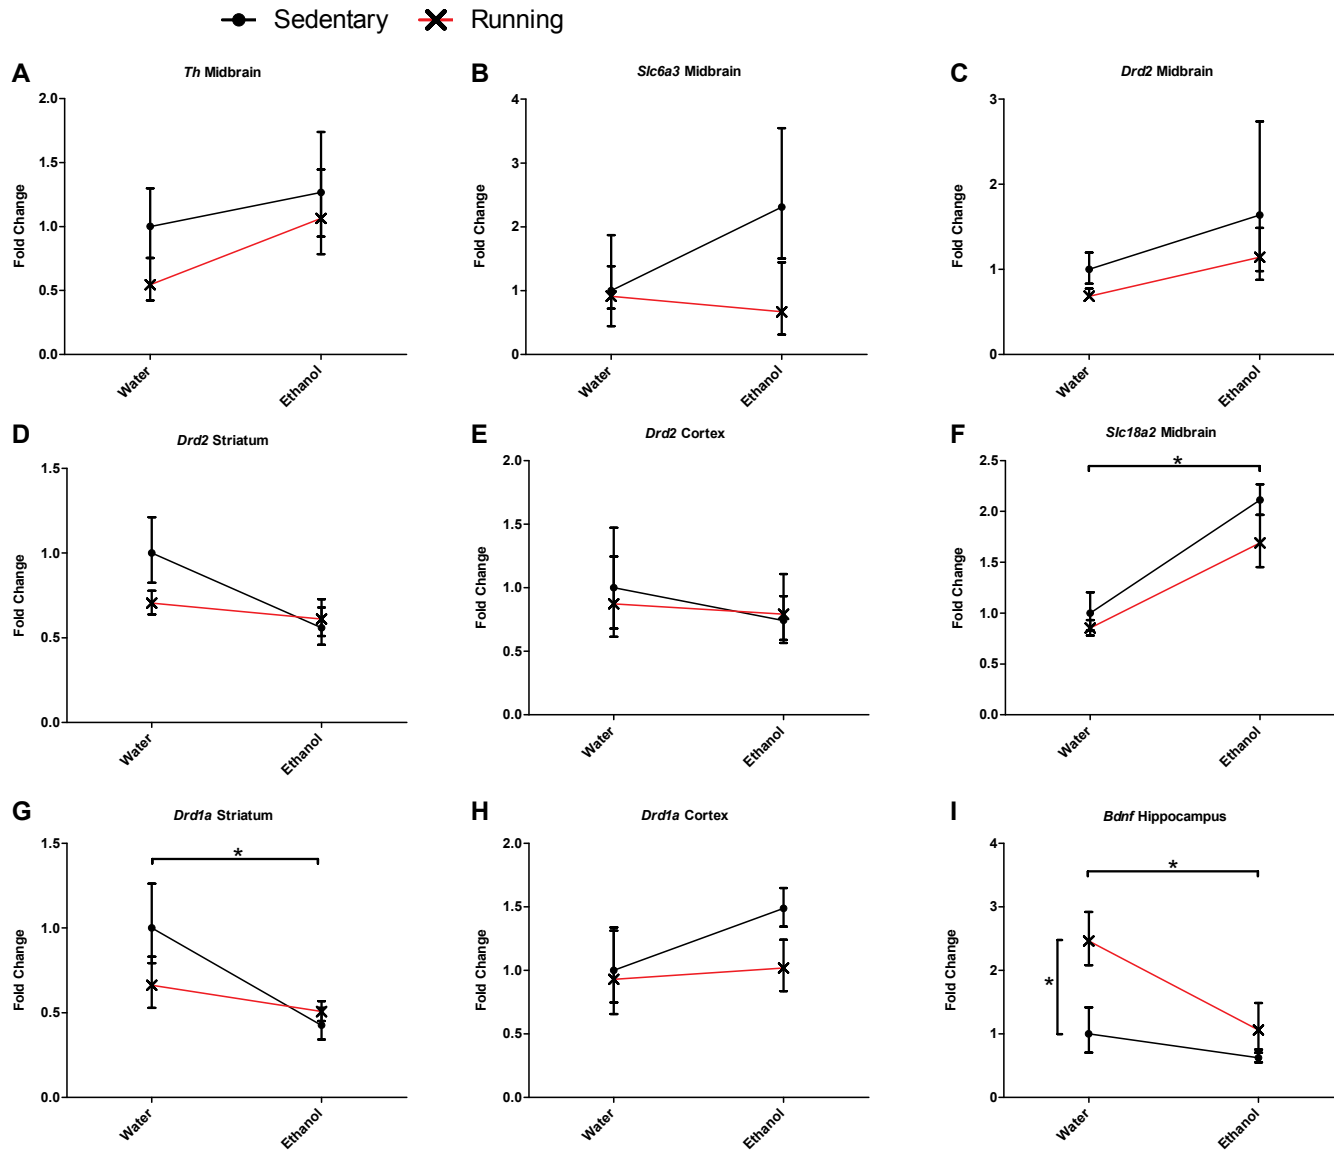 Sedentary Running
A
Th Midbrain
Fold Change
2.0
1.5
1.0
0.5
0.0
Water
Ethanol
B
Slc6a3 Midbrain
Fold Change
4
3
2
1
0
Water
Ethanol
C
Drd2 Midbrain
Fold Change
3
2
1
0
Water
Ethanol
D
Drd2 Striatum
Fold Change
1.5
1.0
0.5
0.0
Water
Ethanol
E
Drd2 Cortex
Fold Change
2.0
1.5
1.0
0.5
0.0
Water
Ethanol
F
Slc18a2 Midbrain
Fold Change
2.5
2.0
1.5
1.0
0.5
0.0
*
Water
Ethanol
G
Drd1a Striatum
Fold Change
1.5
1.0
0.5
0.0
*
Water
Ethanol
H
Drd1a Cortex
Fold Change
2.0
1.5
1.0
0.5
0.0
Water
Ethanol
I
Bdnf Hippocampus
Fold Change
4
3
2
1
0
*
*
Water
Ethanol